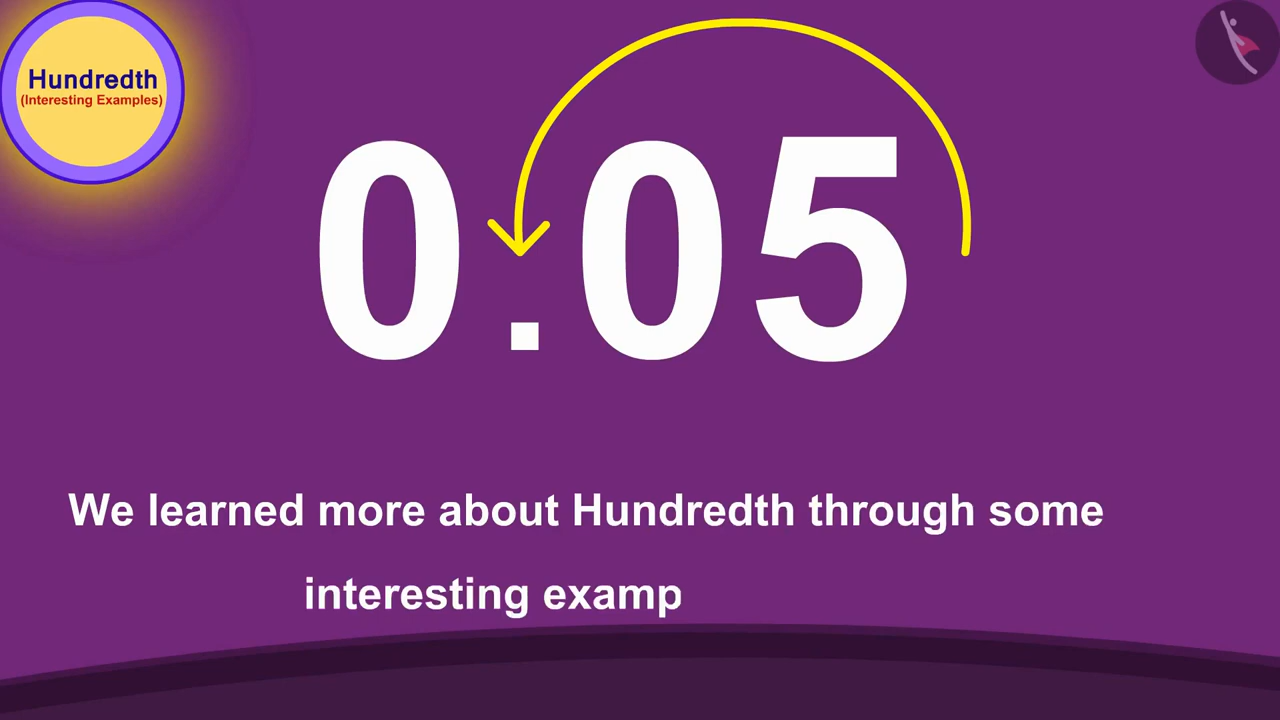 Hundredth
(Interesting Examples)
0.05
We learned more about Hundredth through some
interesting examp